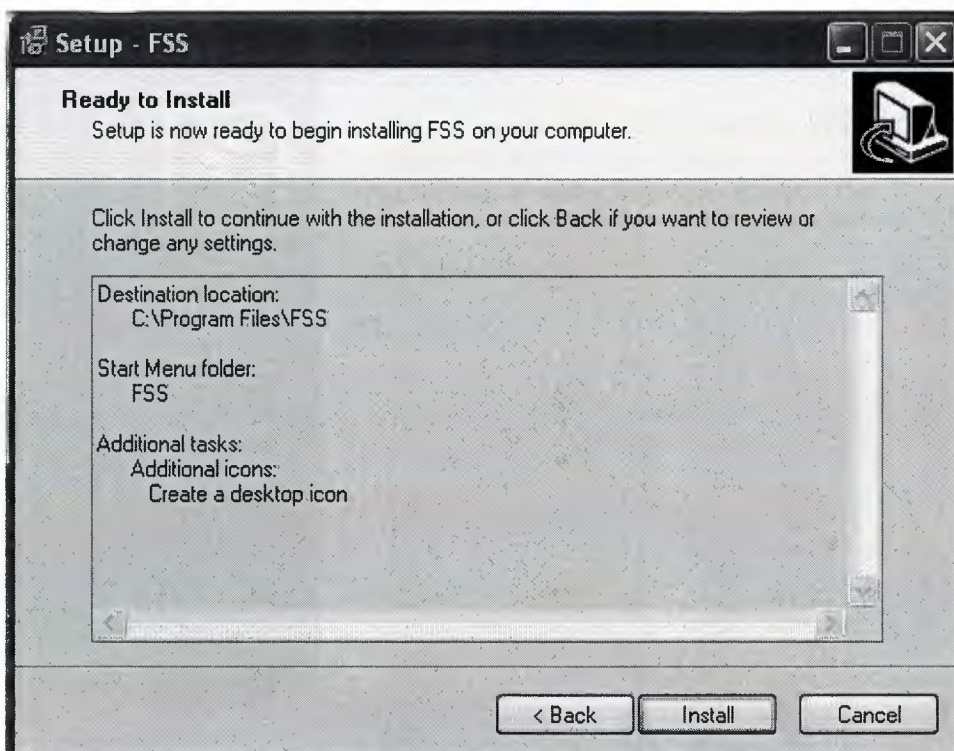 Setup - FSS
Ready to Install
Setup is now ready to begin installing FSS on your computer.
Click Install to continue with the installation, or click Back if you want to review or
change any settings.
Destination location:
C:\Program Files\FSS
Start Menu folder:
FSS
Additional tasks:
Additional icons:
Create a desktop icon
< Back
Install
Cancel